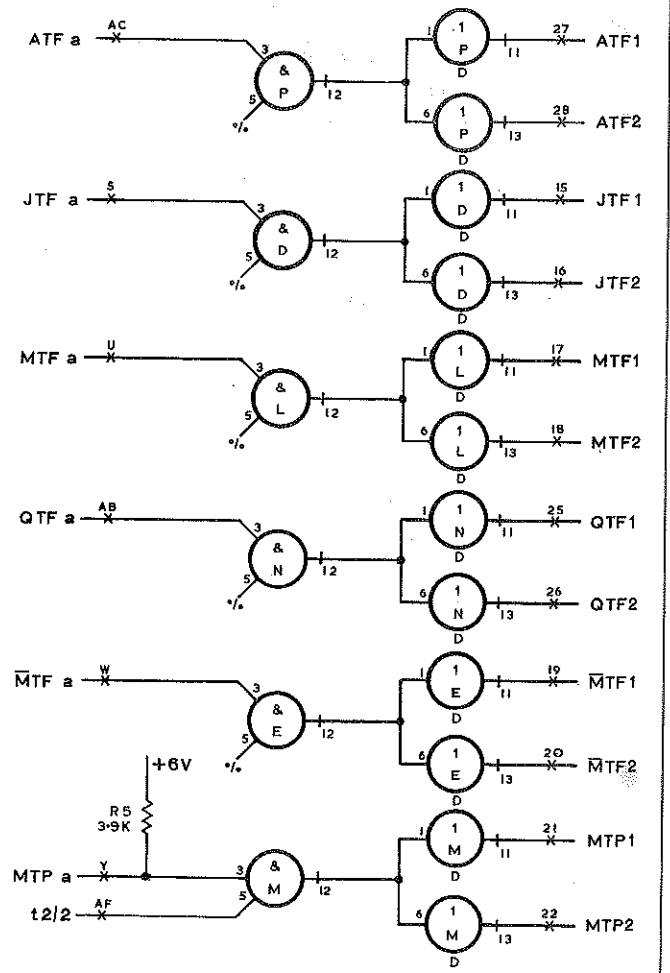 AC
27
ATF a
1
1
P
11
ATF1
D
3
&
P
5
12
%
28
6
1
P
13
ATF2
D
S
15
JTF a
1
1
D
11
JTF1
D
3
&
D
5
12
%
16
6
1
D
13
JTF2
D
U
17
MTF a
1
1
L
11
MTF1
D
3
&
L
5
12
%
18
6
1
L
13
MTF2
D
AB
25
QTF a
1
1
N
11
QTF1
D
3
&
N
5
12
%
26
6
1
N
13
QTF2
D
W
19
M̅TF a
1
1
E
11
M̅TF1
D
3
&
E
5
12
%
20
6
1
E
13
M̅TF2
D
+6V
R5
3·9K
21
1
1
M
11
MTP1
D
Y
MTP a
3
&
M
5
12
AF
t2/2
22
6
1
M
13
MTP2
D